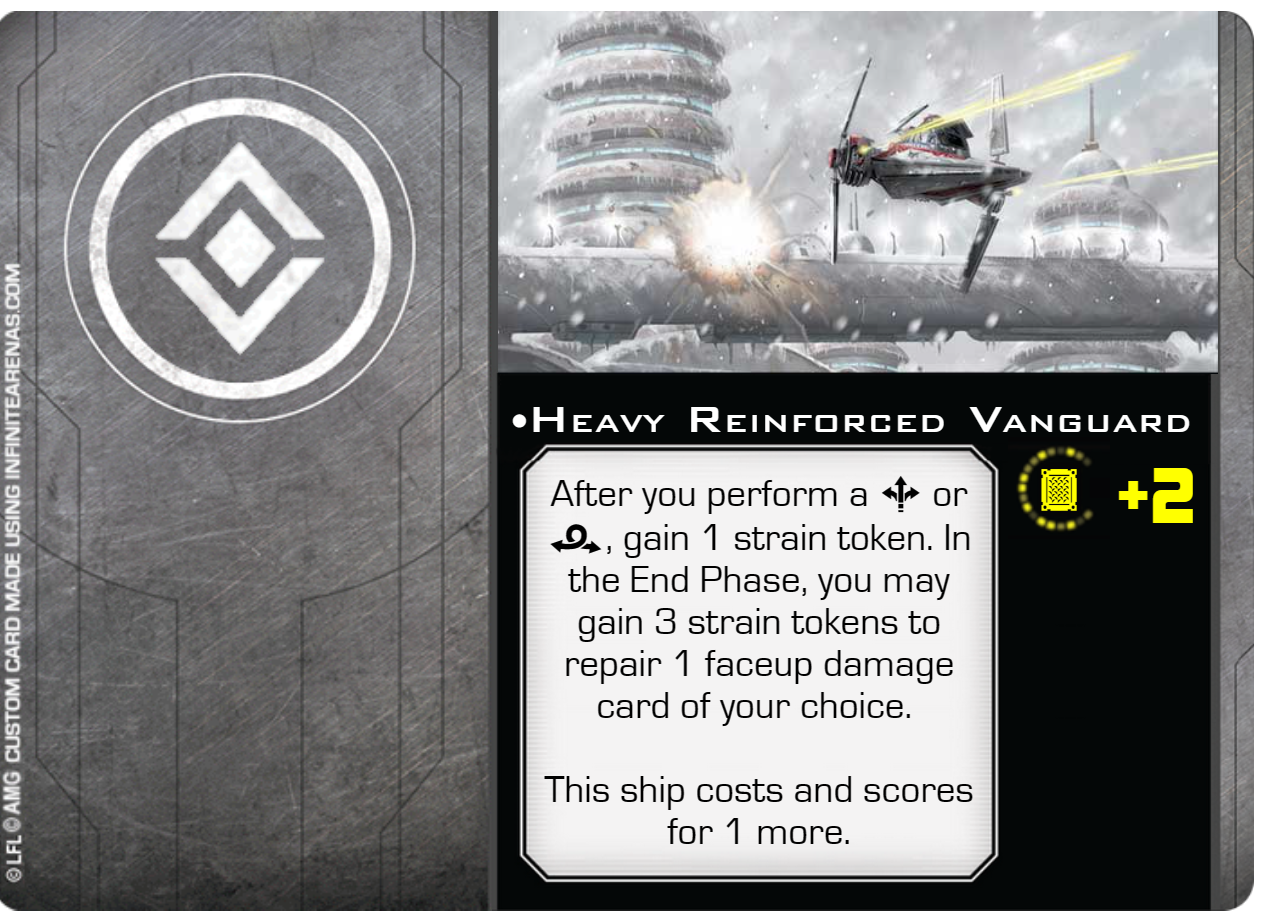 •Heavy Reinforced Vanguard
+2
After you perform a or
, gain 1 strain token. In
the End Phase, you may
gain 3 strain tokens to
repair 1 faceup damage
card of your choice.
This ship costs and scores
for 1 more.
©LFL ©AMG CUSTOM CARD MADE USING INFINITEARENAS.COM